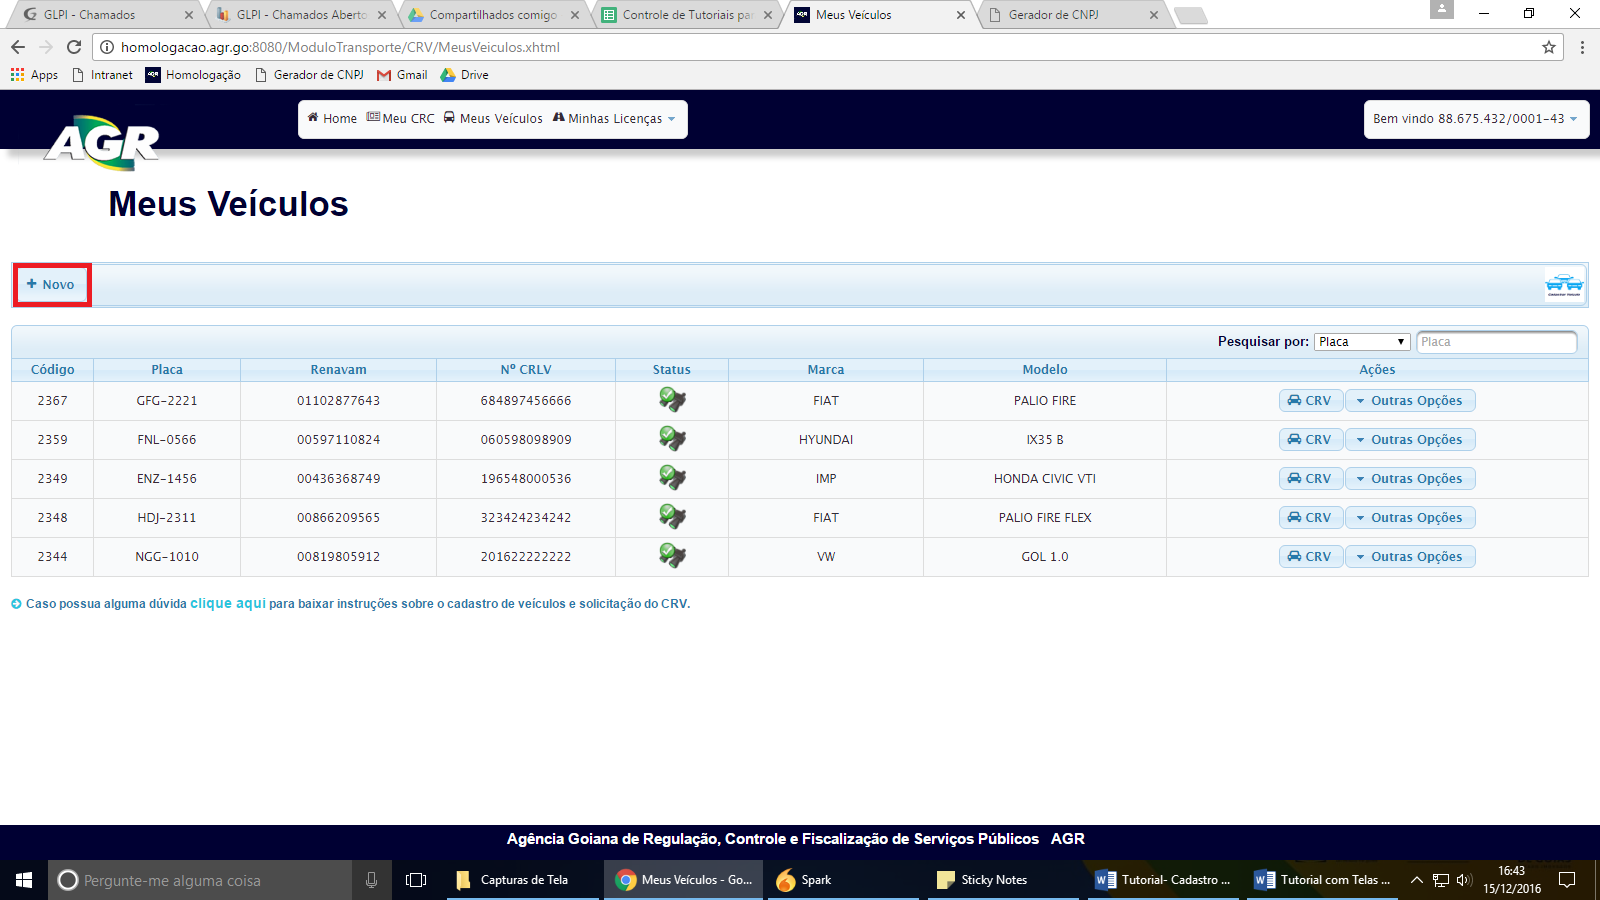 GLPI - Chamados
GLPI - Chamados Aberto
Compartilhados comigo
Controle de Tutoriais par
Meus Veículos
Gerador de CNPJ
homologacao.agr.go:8080/ModuloTransporte/CRV/MeusVeiculos.xhtml
Apps Intranet Homologação Gerador de CNPJ Gmail Drive
AGR
Home Meu CRC Meus Veículos Minhas Licenças
Bem vindo 88.675.432/0001-43
Meus Veículos
+ Novo
Pesquisar por: Placa Placa
Código Placa Renavam Nº CRLV Status Marca Modelo Ações
2367 GFG-2221 01102877643 684897456666 FIAT PALIO FIRE CRV Outras Opções
2359 FNL-0566 00597110824 060598098909 HYUNDAI IX35 B CRV Outras Opções
2349 ENZ-1456 00436368749 196548000536 IMP HONDA CIVIC VTI CRV Outras Opções
2348 HDJ-2311 00866209565 323424234242 FIAT PALIO FIRE FLEX CRV Outras Opções
2344 NGG-1010 00819805912 201622222222 VW GOL 1.0 CRV Outras Opções
Caso possua alguma dúvida clique aqui para baixar instruções sobre o cadastro de veículos e solicitação do CRV.
Agência Goiana de Regulação, Controle e Fiscalização de Serviços Públicos AGR
Pergunte-me alguma coisa
Capturas de Tela
Meus Veículos - Go...
Spark
Sticky Notes
Tutorial- Cadastro ...
Tutorial com Telas ...
16:43
15/12/2016